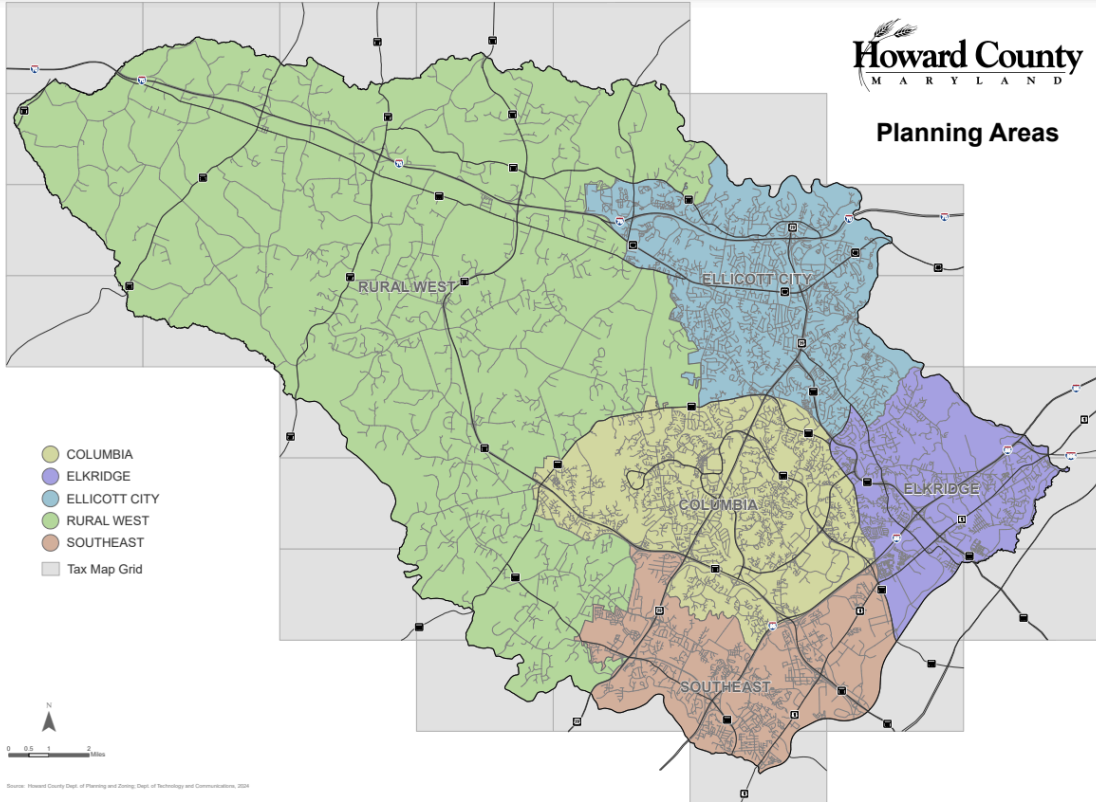 Howard County
MARYLAND
Planning Areas
RURAL WEST
ELLICOTT CITY
COLUMBIA
ELKRIDGE
SOUTHEAST
COLUMBIA
ELKRIDGE
ELLICOTT CITY
RURAL WEST
SOUTHEAST
Tax Map Grid
N
0 0.5 1 2
Miles
Source: Howard County Dept. of Planning and Zoning; Dept. of Technology and Communications, 2024